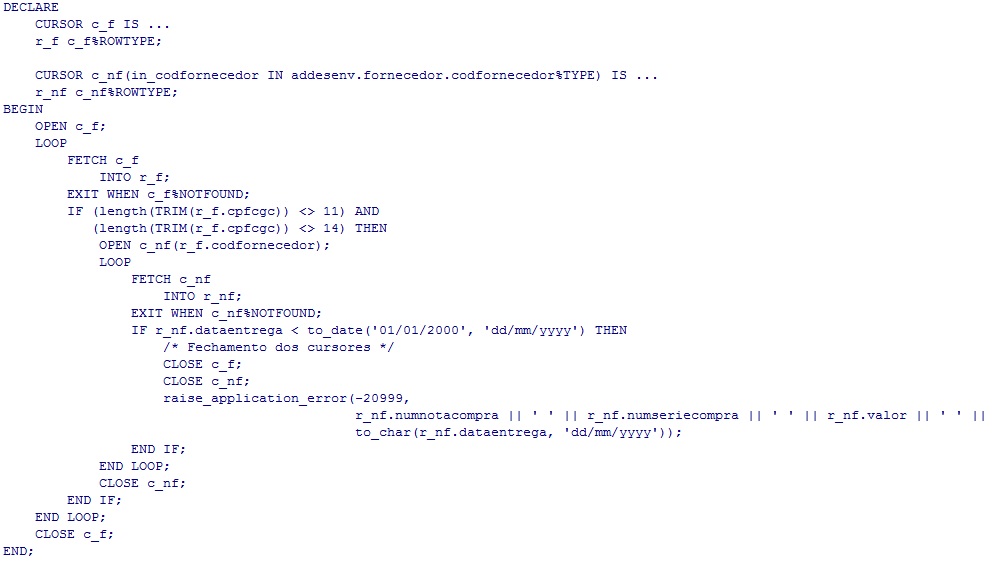 DECLARE
    CURSOR c_f IS ...
    r_f c_f%ROWTYPE;

    CURSOR c_nf(in_codfornecedor IN addesenv.fornecedor.codfornecedor%TYPE) IS ...
    r_nf c_nf%ROWTYPE;
BEGIN
    OPEN c_f;
    LOOP
        FETCH c_f
            INTO r_f;
        EXIT WHEN c_f%NOTFOUND;
        IF (length(TRIM(r_f.cpfcgc)) <> 11) AND
           (length(TRIM(r_f.cpfcgc)) <> 14) THEN
            OPEN c_nf(r_f.codfornecedor);
            LOOP
                FETCH c_nf
                    INTO r_nf;
                EXIT WHEN c_nf%NOTFOUND;
                IF r_nf.dataentrega < to_date('01/01/2000', 'dd/mm/yyyy') THEN
                    /* Fechamento dos cursores */
                    CLOSE c_f;
                    CLOSE c_nf;
                    raise_application_error(-20999,
                                            r_nf.numnotacompra || ' ' || r_nf.numseriecompra || ' ' || r_nf.valor || ' ' ||
                                            to_char(r_nf.dataentrega, 'dd/mm/yyyy'));
                END IF;
            END LOOP;
            CLOSE c_nf;
        END IF;
    END LOOP;
    CLOSE c_f;
END;